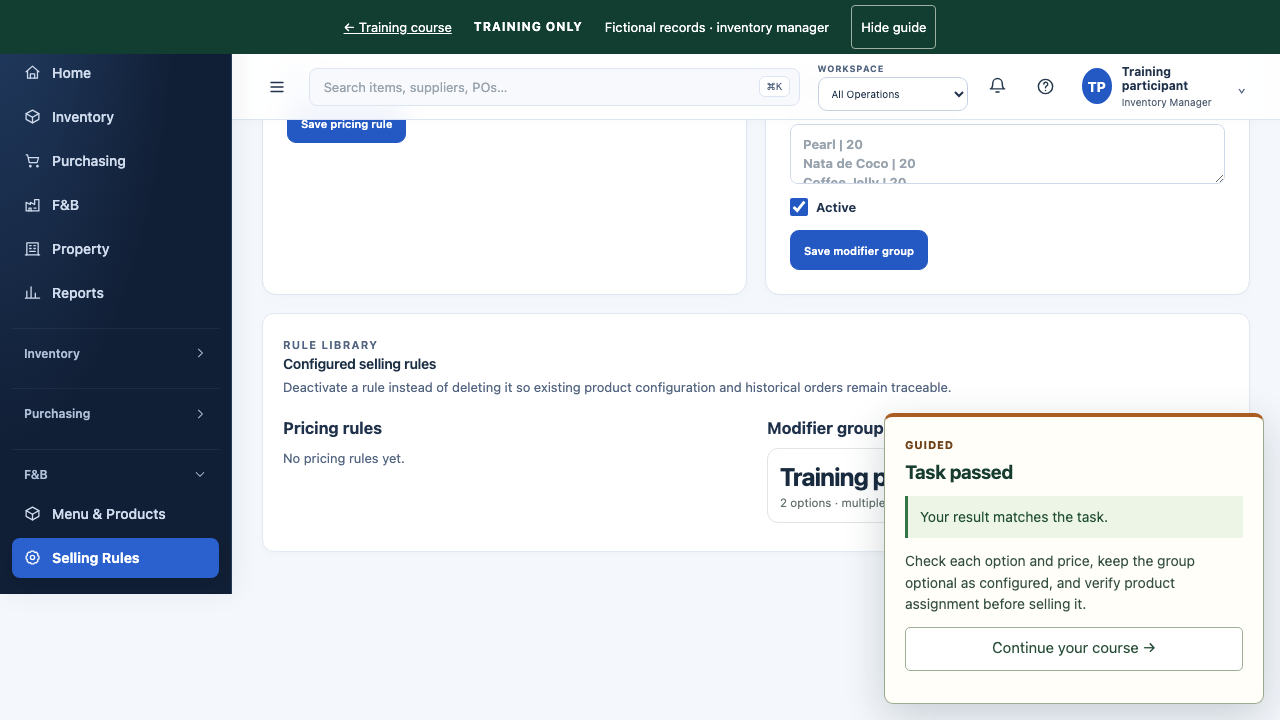 ← Training course
TRAINING ONLY
Fictional records · inventory manager
Hide guide
Home
Inventory
Purchasing
F&B
Property
Reports
Inventory
Purchasing
F&B
Menu & Products
Selling Rules
Search items, suppliers, POs...
⌘K
WORKSPACE
All Operations
TP
Training participant
Inventory Manager
Save pricing rule
Pearl | 20
Nata de Coco | 20
Coffee Jelly | 20
Active
Save modifier group
RULE LIBRARY
Configured selling rules
Deactivate a rule instead of deleting it so existing product configuration and historical orders remain traceable.
Pricing rules
No pricing rules yet.
Modifier group
Training p
2 options · multiple
GUIDED
Task passed
Your result matches the task.
Check each option and price, keep the group
optional as configured, and verify product
assignment before selling it.
Continue your course →